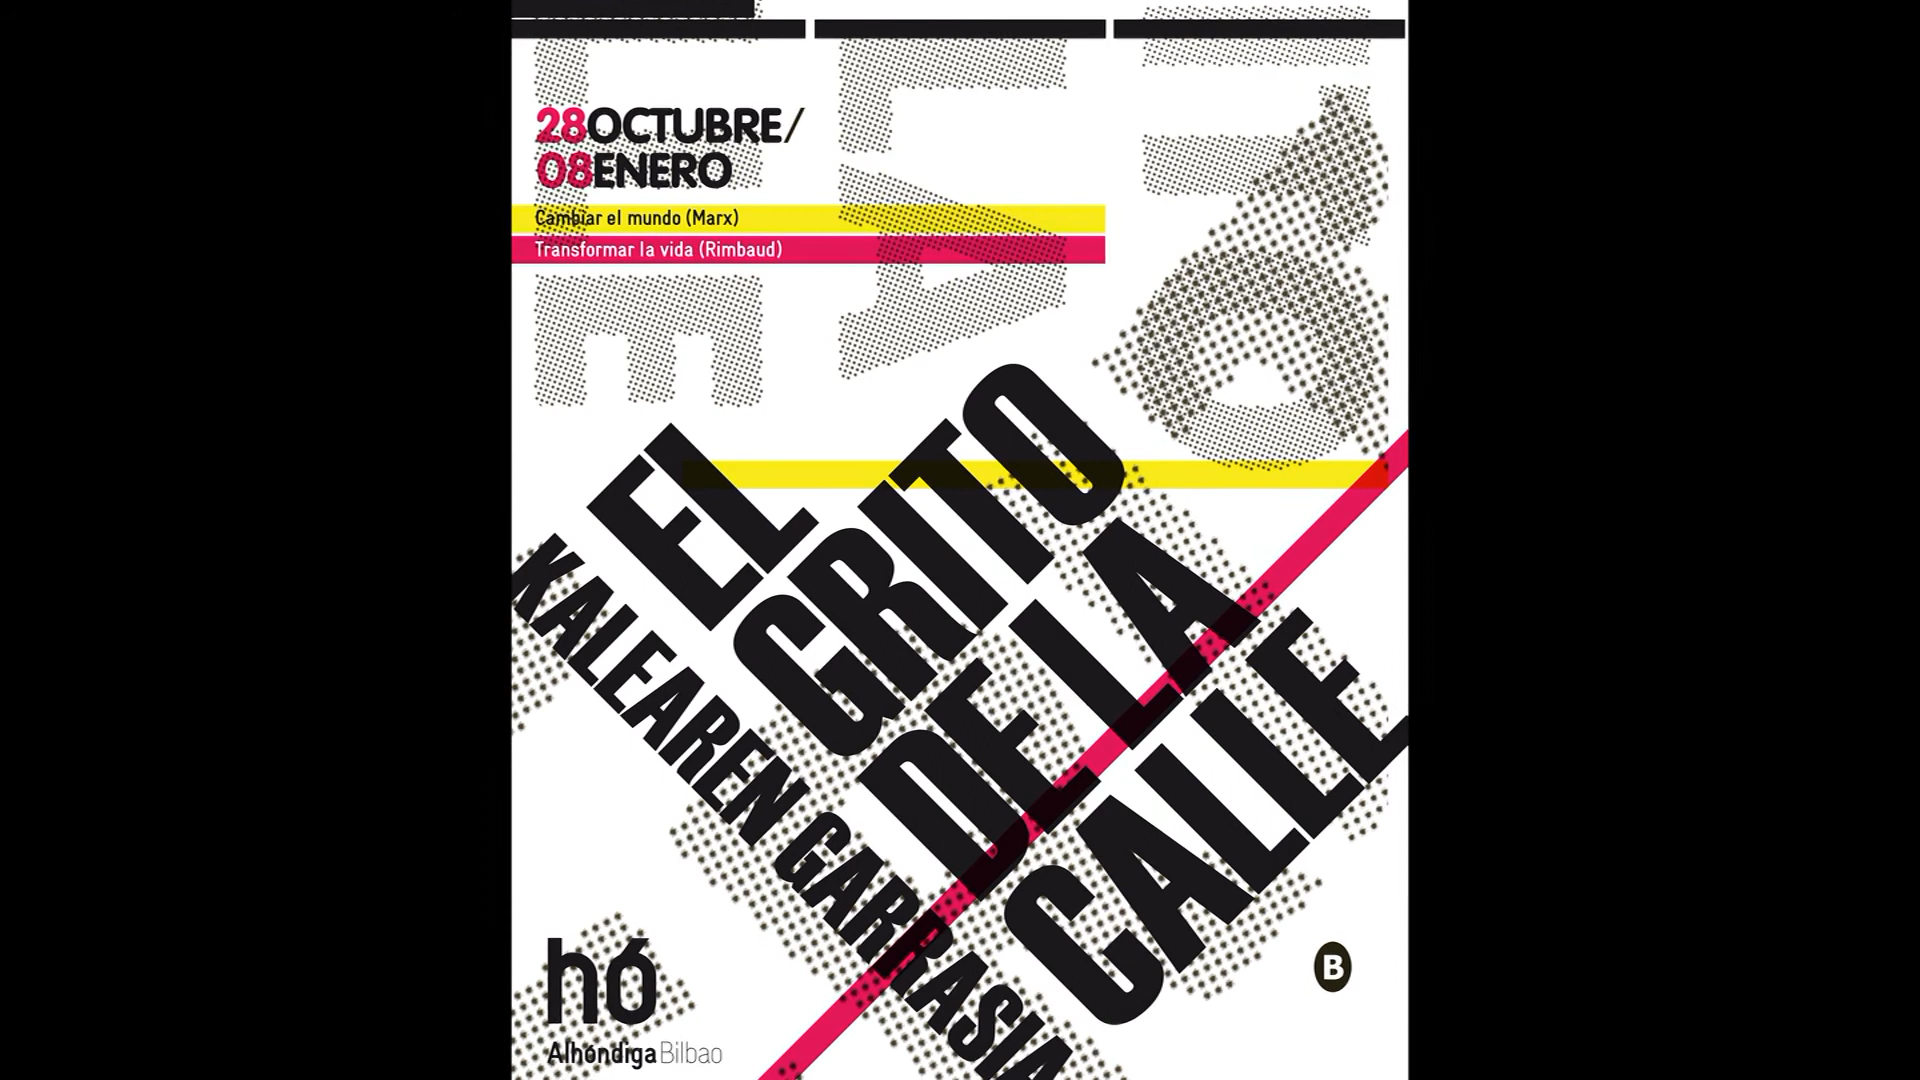 28OCTUBRE/
08ENERO
Cambiar el mundo (Marx)
Transformar la vida (Rimbaud)
EL
GRITO
DE LA
CALLE
KALEAREN GARRASIA
hó
AlhóndigaBilbao
B